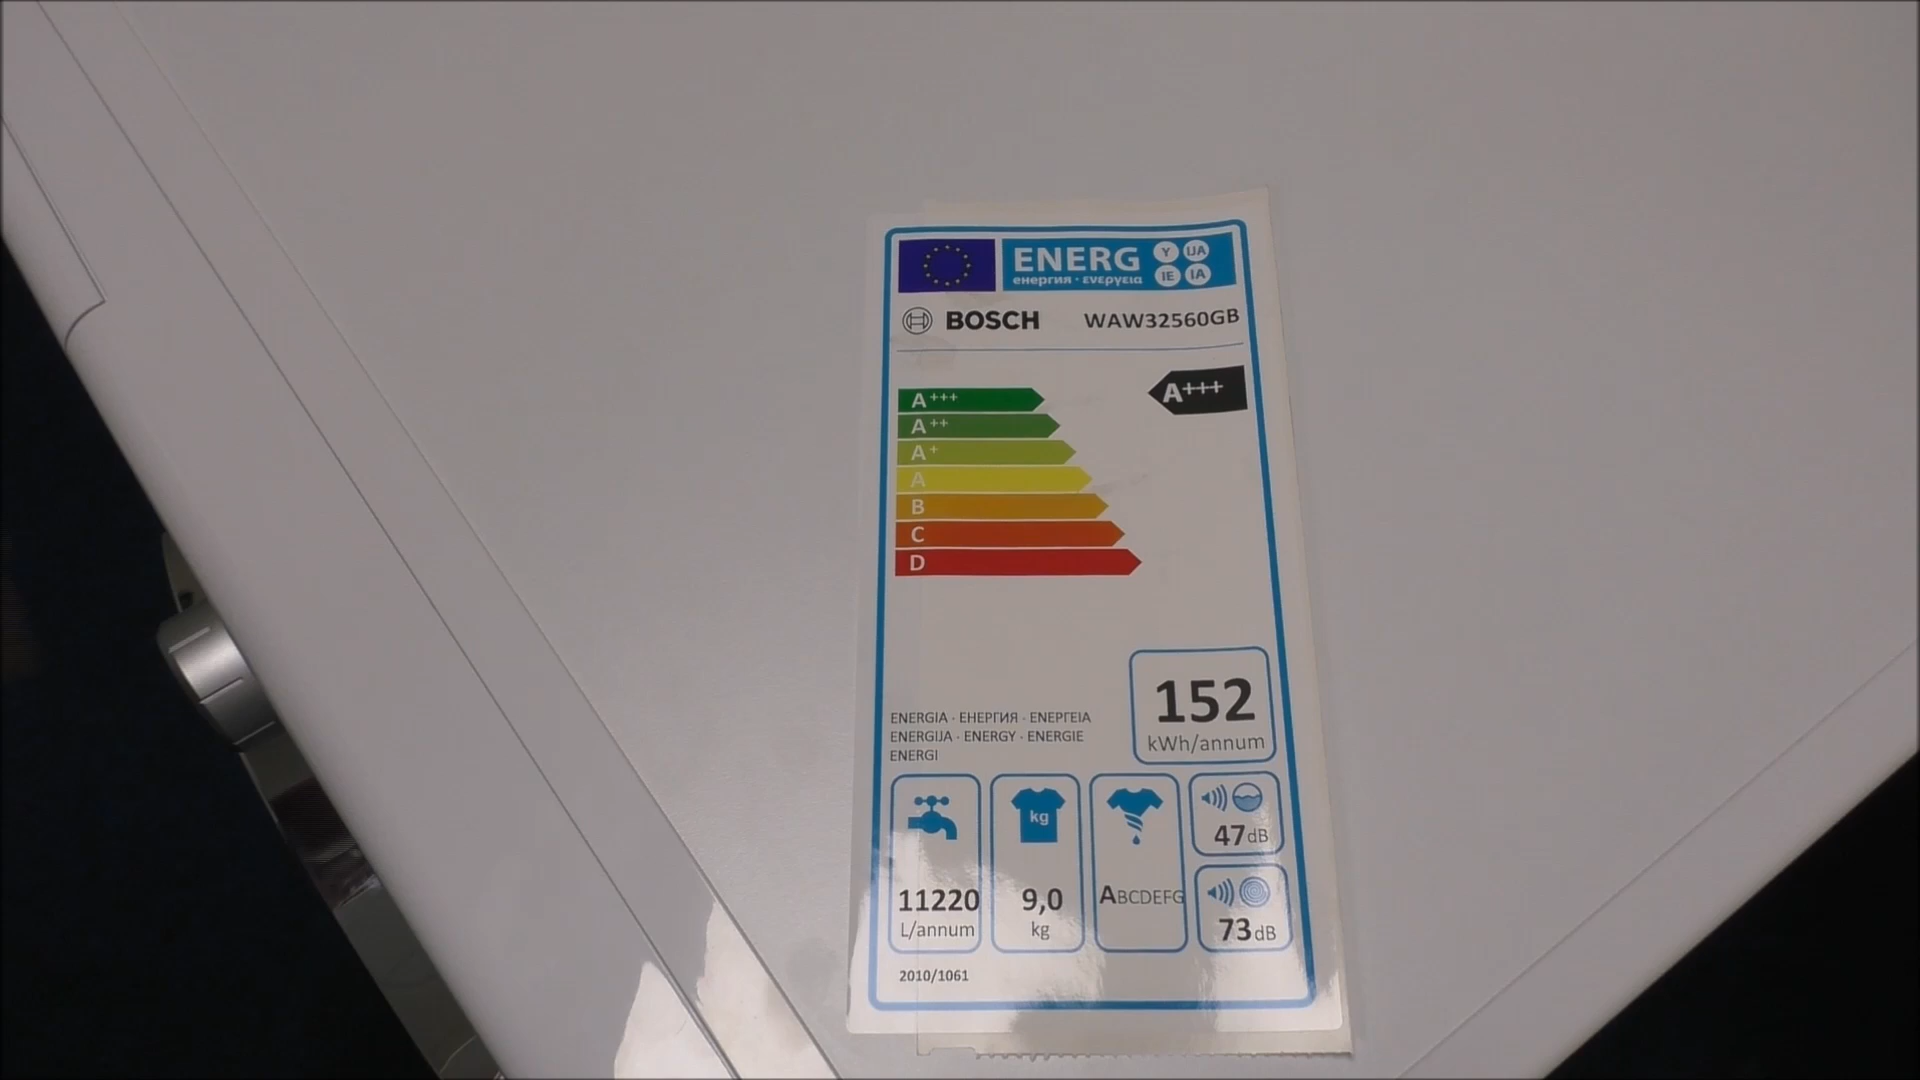 ENERG Y UA
енергия · ενεργεια IE IA
BOSCH WAW32560GB
A+++ A+++
A++
A+
A
B
C
D
152
kWh/annum
ENERGIA · ЕНЕРГИЯ · ΕΝΕΡΓΕΙΑ
ENERGIJA · ENERGY · ENERGIE
ENERGI
kg
47dB
11220 9,0 ABCDEFG
L/annum kg
73dB
2010/1061